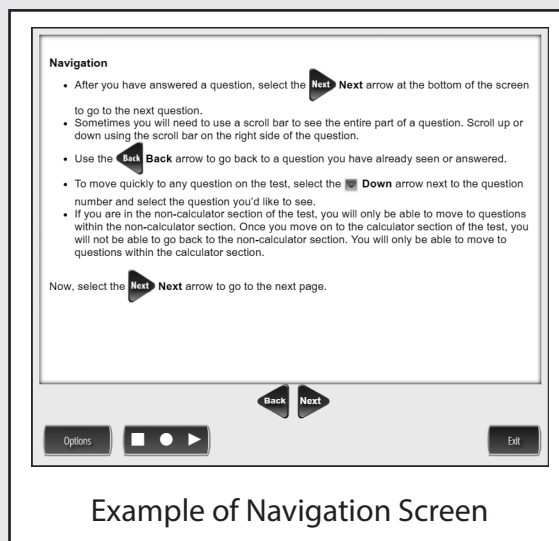 Navigation
• After you have answered a question, select the Next Next arrow at the bottom of the screen
to go to the next question.
• Sometimes you will need to use a scroll bar to see the entire part of a question. Scroll up or
down using the scroll bar on the right side of the question.
• Use the Back Back arrow to go back to a question you have already seen or answered.
• To move quickly to any question on the test, select the Down arrow next to the question
number and select the question you'd like to see.
• If you are in the non-calculator section of the test, you will only be able to move to questions
within the non-calculator section. Once you move on to the calculator section of the test, you
will not be able to go back to the non-calculator section. You will only be able to move to
questions within the calculator section.
Now, select the Next Next arrow to go to the next page.
Back Next
Options
Exit
Example of Navigation Screen